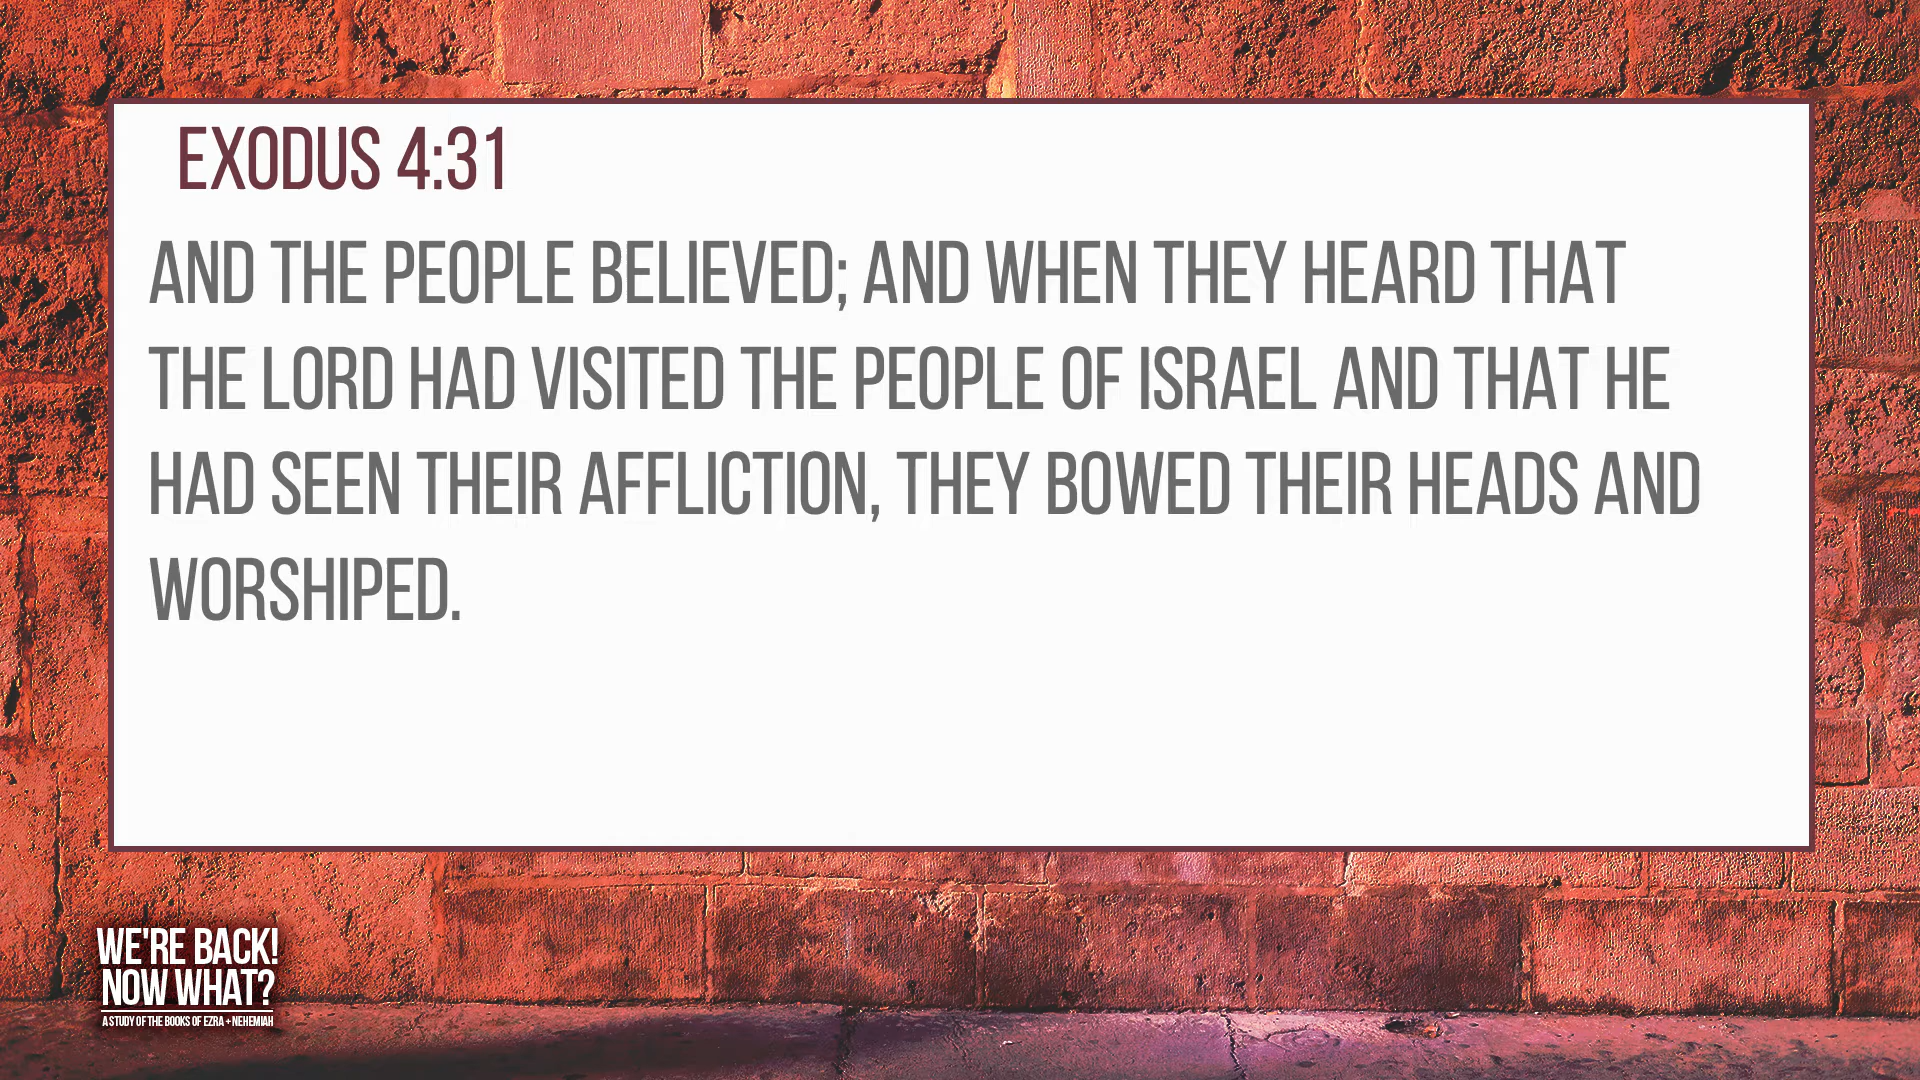 EXODUS 4:31
AND THE PEOPLE BELIEVED; AND WHEN THEY HEARD THAT
THE LORD HAD VISITED THE PEOPLE OF ISRAEL AND THAT HE
HAD SEEN THEIR AFFLICTION, THEY BOWED THEIR HEADS AND
WORSHIPED.
WE'RE BACK!
NOW WHAT?
A STUDY OF THE BOOKS OF EZRA + NEHEMIAH